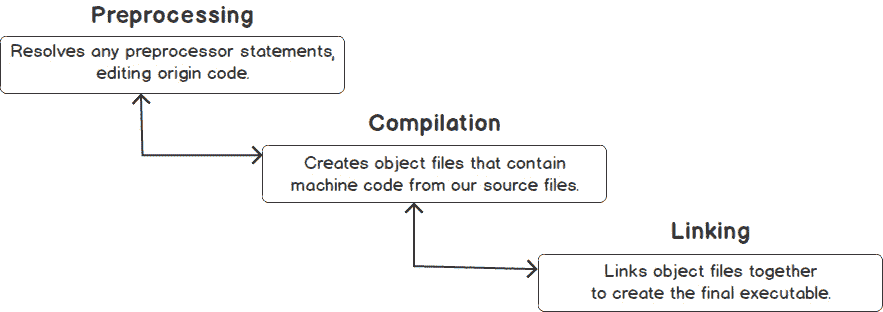 Preprocessing
Resolves any preprocessor statements,
editing origin code.
Compilation
Creates object files that contain
machine code from our source files.
Linking
Links object files together
to create the final executable.